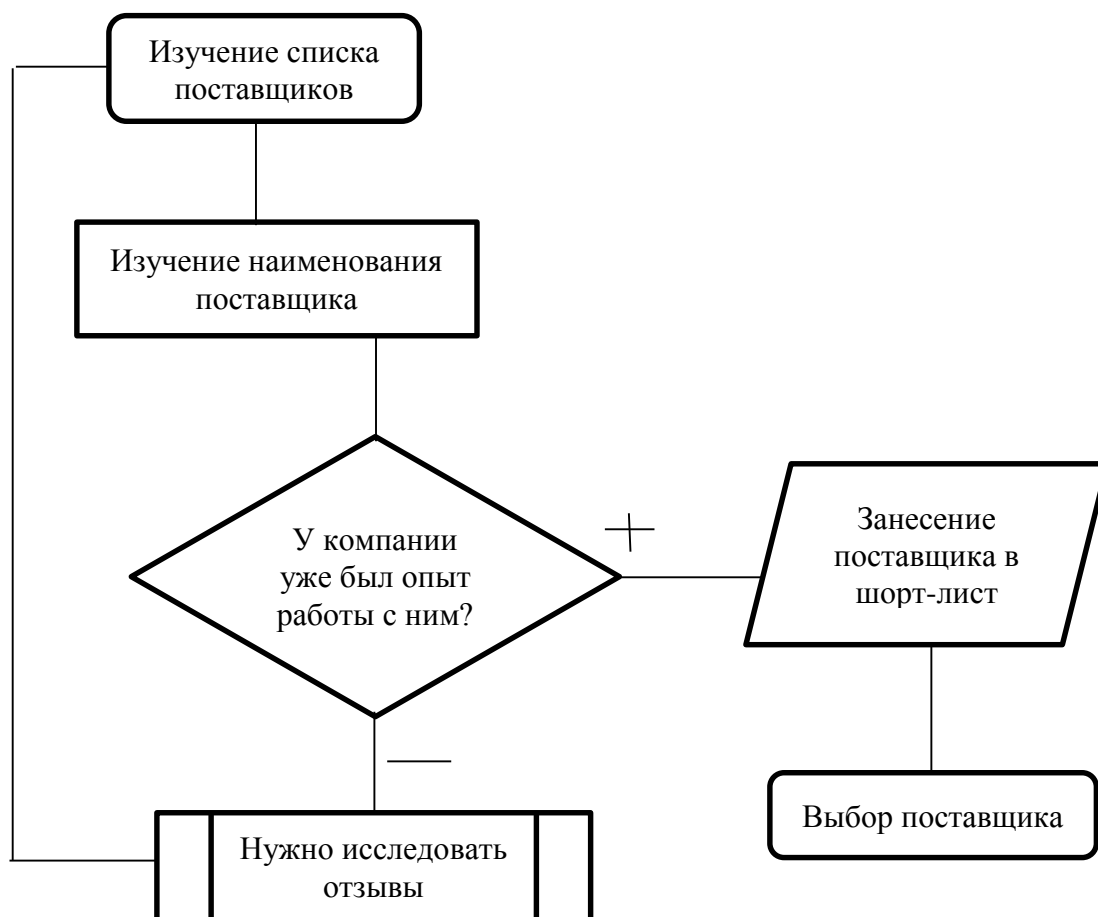 Изучение списка
поставщиков
Изучение наименования
поставщика
У компании
уже был опыт
работы с ним?
+
Занесение
поставщика в
шорт-лист
—
Выбор поставщика
Нужно исследовать
отзывы